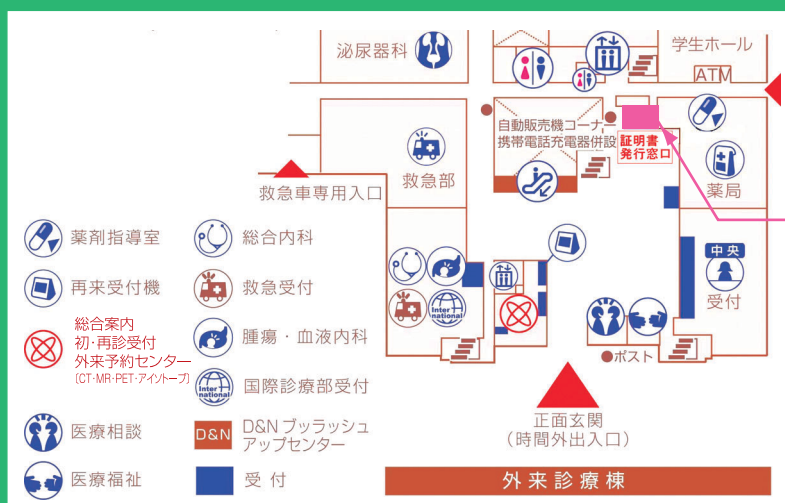 泌尿器科
学生ホール
ATM
自動販売機コーナー
携帯電話充電器併設
証明書
発行窓口
救急部
薬局
救急車専用入口
薬剤指導室
総合内科
中央
受付
再来受付機
救急受付
Inter
national
総合案内
初・再診受付
外来予約センター
(CT・MR・PET・アイソトープ)
腫瘍・血液内科
●ポスト
Inter
national
国際診療部受付
正面玄関
(時間外出入口)
医療相談
D&N
D&N ブッラッシュ
アップセンター
医療福祉
受付
外来診療棟